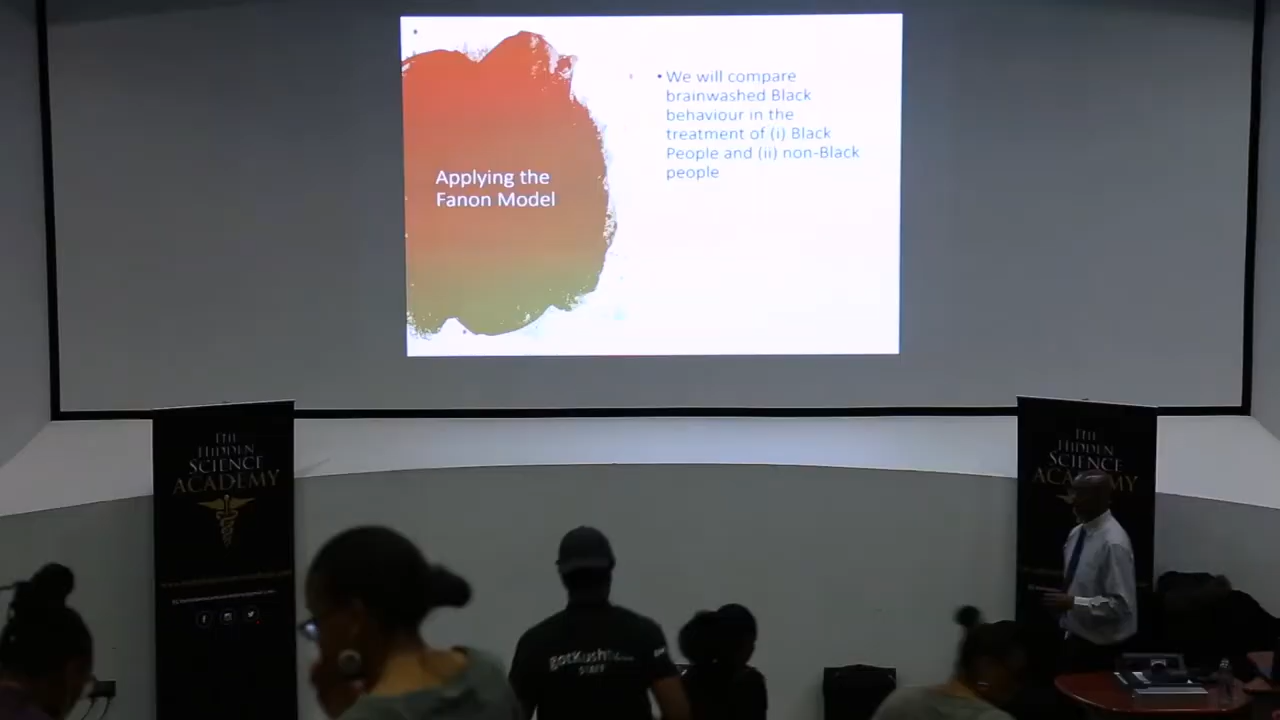 Applying the
Fanon Model
• We will compare
brainwashed Black
behaviour in the
treatment of (i) Black
People and (ii) non-Black
people
THE
HIDDEN
SCIENCE
ACADEMY
THE
HIDDEN
SCIENCE
ACADEMY
STAFF